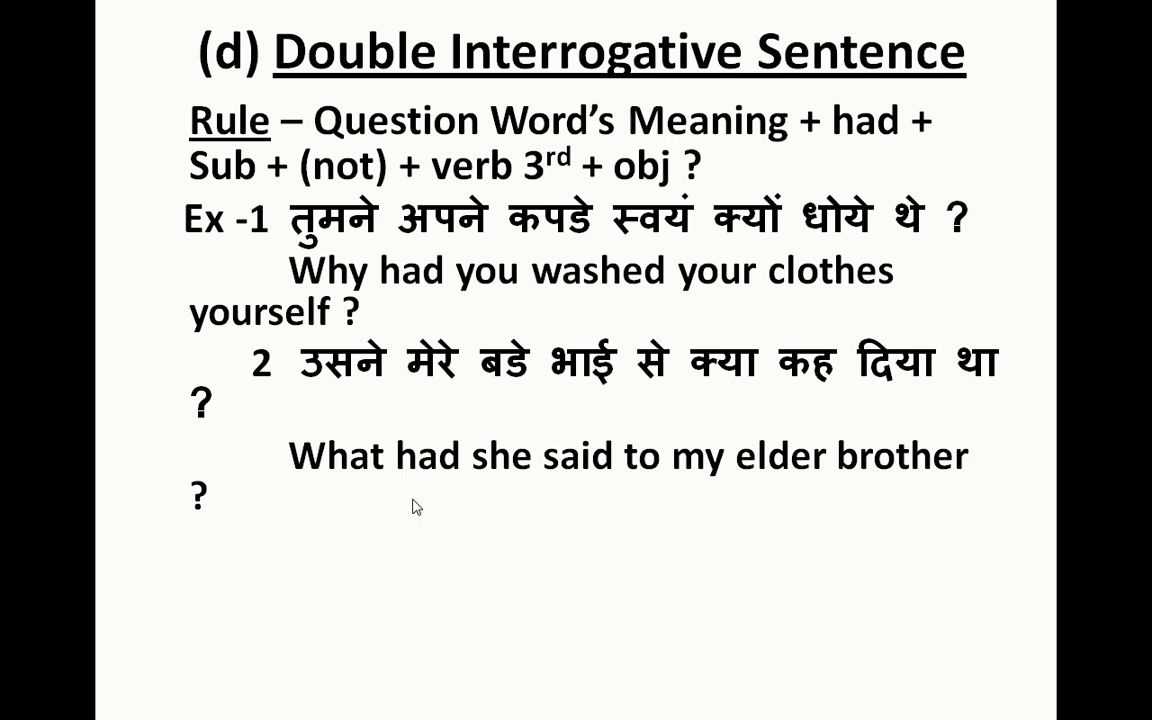 (d) Double Interrogative Sentence
Rule – Question Word’s Meaning + had +
Sub + (not) + verb 3rd + obj ?
Ex -1 तुमने अपने कपडे स्वयं क्यों धोये थे ?
Why had you washed your clothes
yourself ?
2 उसने मेरे बडे भाई से क्या कह दिया था
?
What had she said to my elder brother
?